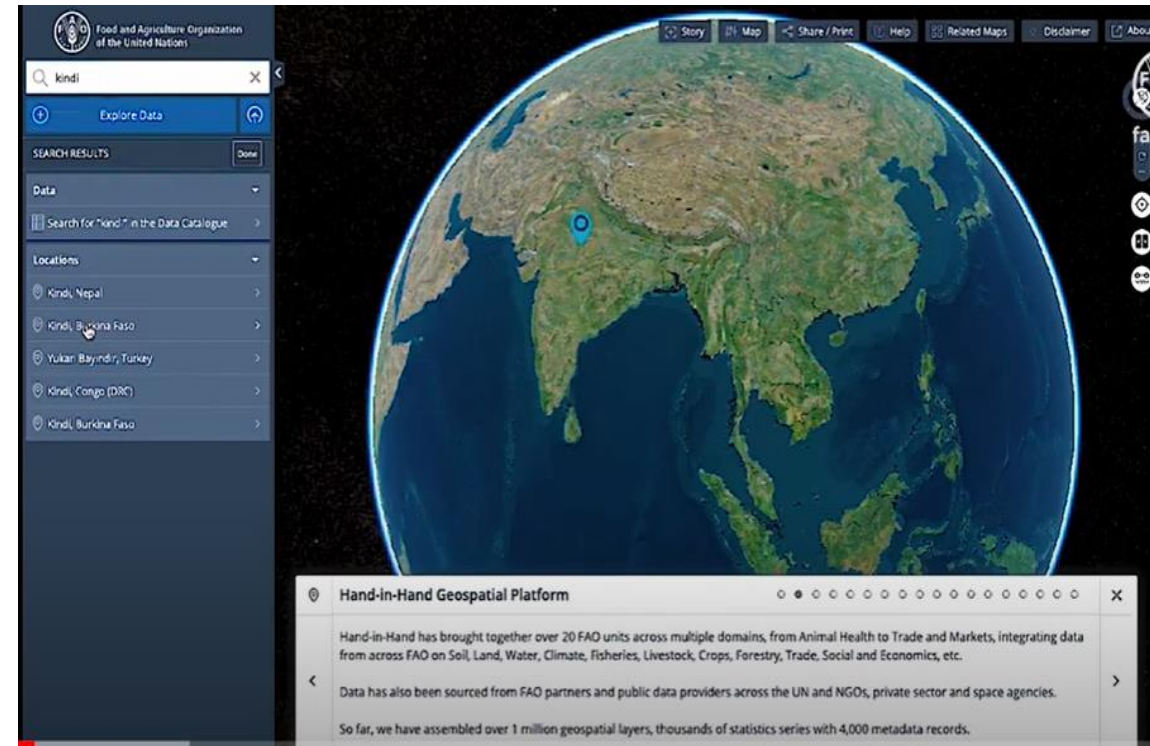 Food and Agriculture Organization
of the United Nations
Story
Map
Share / Print
Help
Related Maps
Disclaimer
Abou
kindi
Explore Data
SEARCH RESULTS
Done
Data
Search for "kindi" in the Data Catalogue
Locations
Kindi, Nepal
Kindi, Burkina Faso
Yukarı Bayındır, Turkey
Kindi, Congo (DRC)
Kindi, Burkina Faso
fa
Hand-in-Hand Geospatial Platform
Hand-in-Hand has brought together over 20 FAO units across multiple domains, from Animal Health to Trade and Markets, integrating data
from across FAO on Soil, Land, Water, Climate, Fisheries, Livestock, Crops, Forestry, Trade, Social and Economics, etc.
Data has also been sourced from FAO partners and public data providers across the UN and NGOs, private sector and space agencies.
So far, we have assembled over 1 million geospatial layers, thousands of statistics series with 4,000 metadata records.